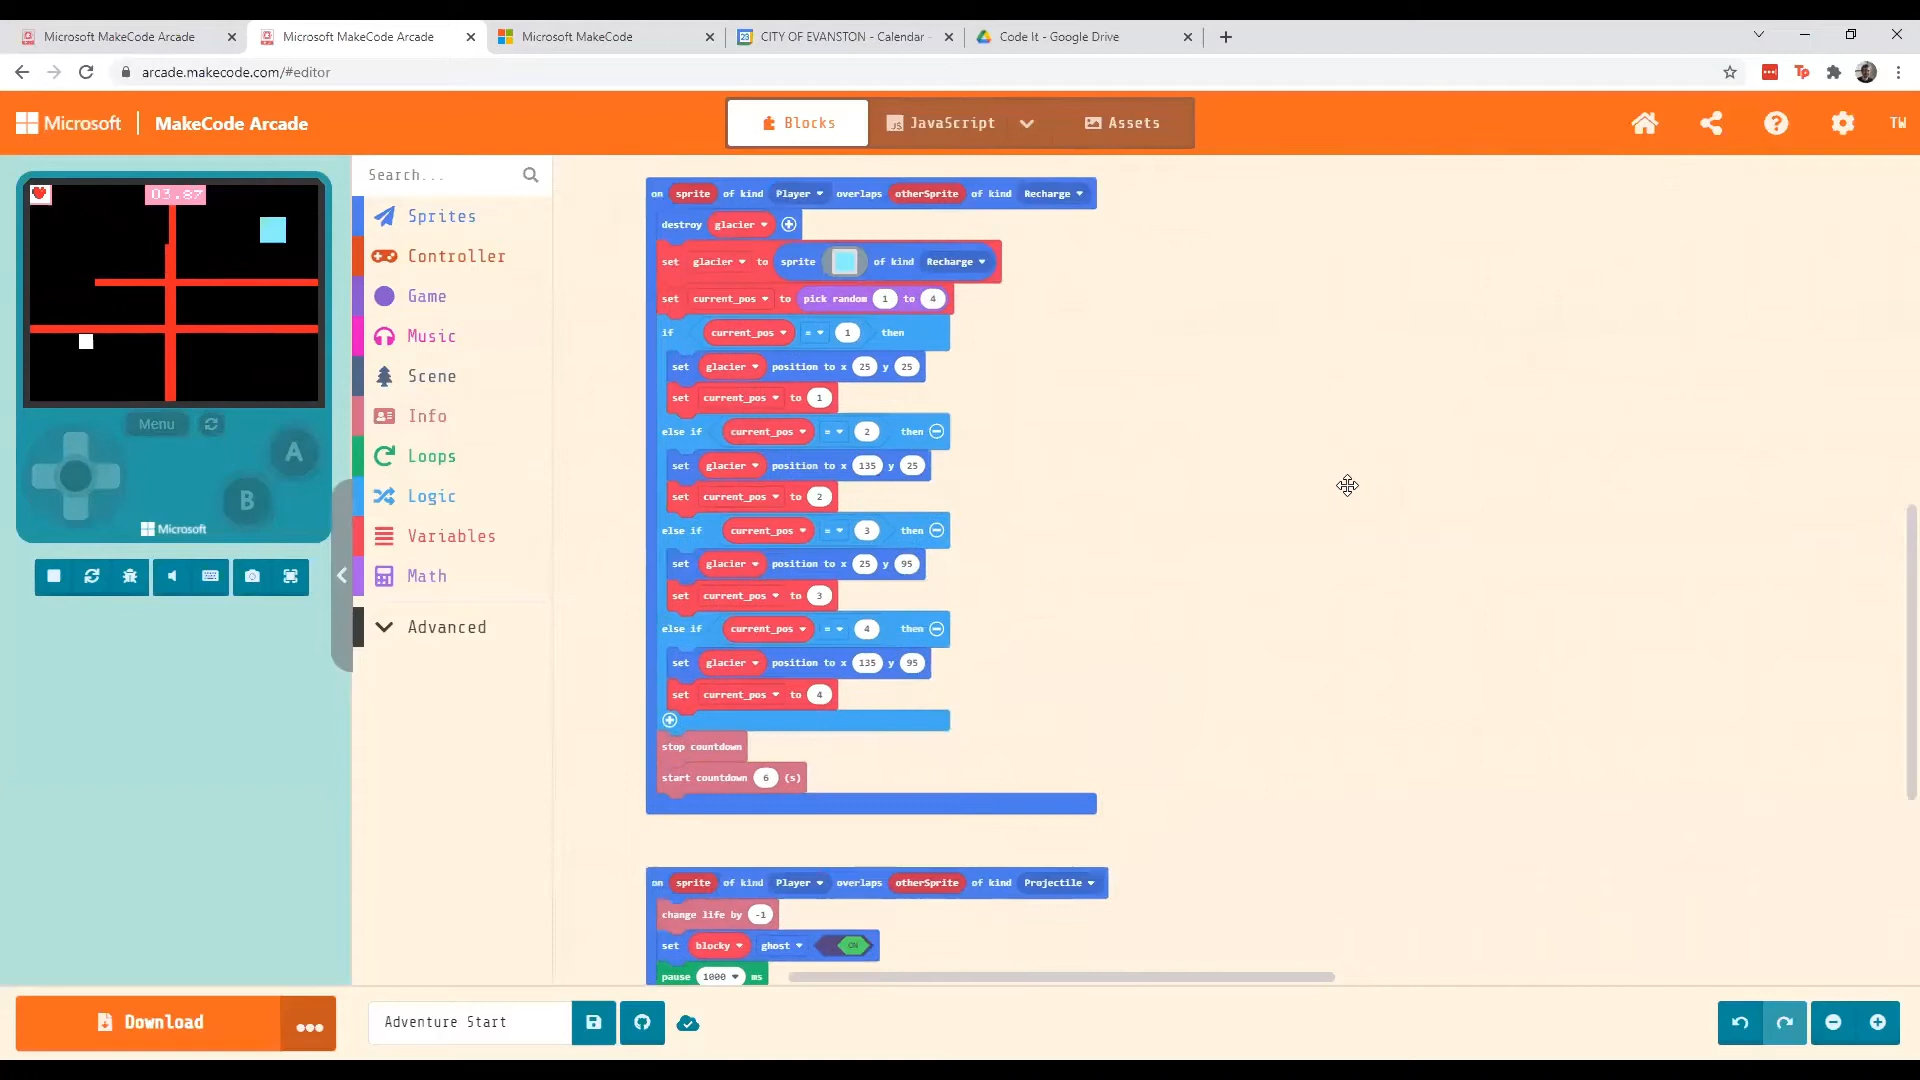 Microsoft MakeCode Arcade
Microsoft MakeCode Arcade
Microsoft MakeCode
CITY OF EVANSTON - Calendar -
Code It - Google Drive
arcade.makecode.com/#editor
Microsoft
MakeCode Arcade
Blocks
JavaScript
Assets
TW
03.87
Menu
A
B
Microsoft
Search...
Sprites
Controller
Game
Music
Scene
Info
Loops
Logic
Variables
Math
Advanced
on sprite of kind Player overlaps otherSprite of kind Recharge
destroy glacier
set glacier to sprite of kind Recharge
set current_pos to pick random 1 to 4
if current_pos = 1 then
set glacier position to x 25 y 25
set current_pos to 1
else if current_pos = 2 then
set glacier position to x 135 y 25
set current_pos to 2
else if current_pos = 3 then
set glacier position to x 25 y 95
set current_pos to 3
else if current_pos = 4 then
set glacier position to x 135 y 95
set current_pos to 4
stop countdown
start countdown 6 (s)
on sprite of kind Player overlaps otherSprite of kind Projectile
change life by -1
set blocky ghost ON
pause 1000 ms
Download
Adventure Start